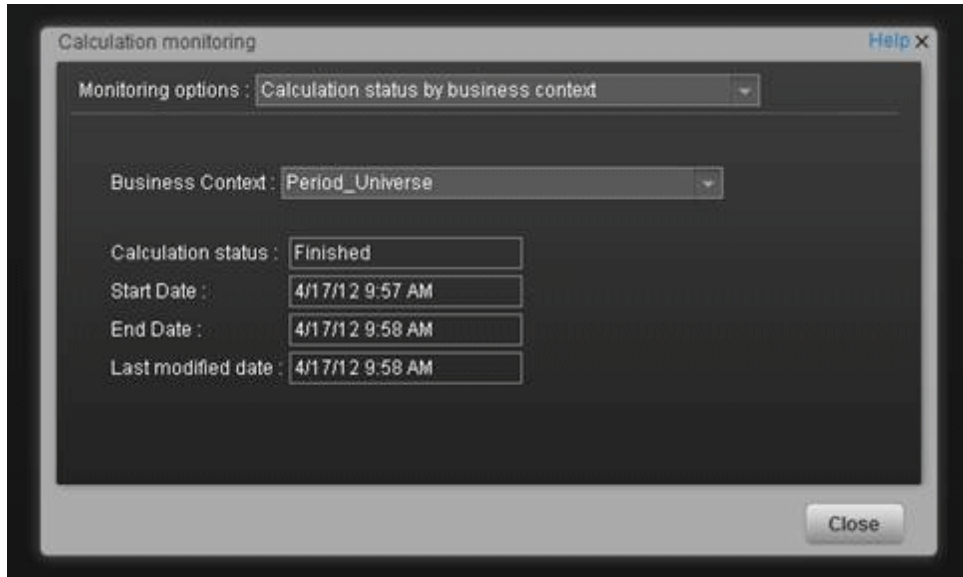 Calculation monitoring Help X
Monitoring options : Calculation status by business context
Business Context : Period_Universe
Calculation status : Finished
Start Date : 4/17/12 9:57 AM
End Date : 4/17/12 9:58 AM
Last modified date : 4/17/12 9:58 AM
Close